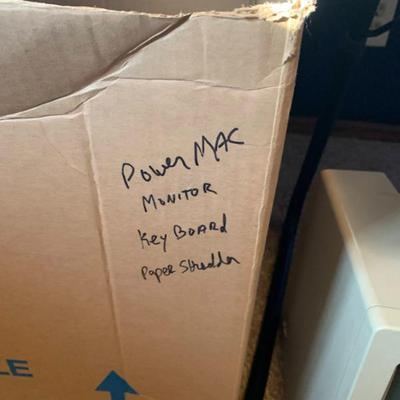 Power MAC
MONITOR
Key BOARD
Paper Shredder
LE